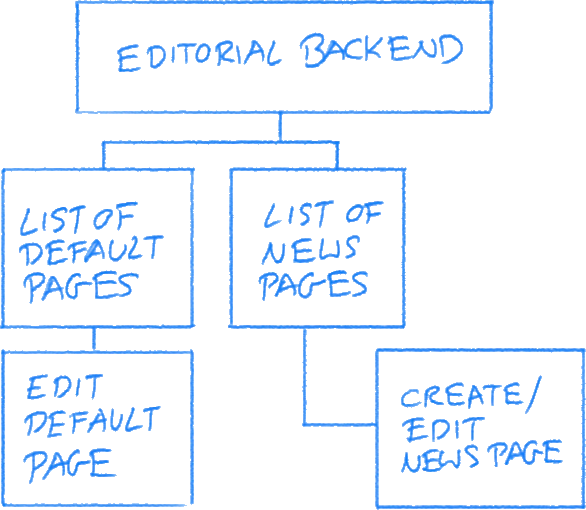 EDITORIAL BACKEND
LIST OF
DEFAULT
PAGES
LIST OF
NEWS
PAGES
EDIT
DEFAULT
PAGE
CREATE/
EDIT
NEWS PAGE